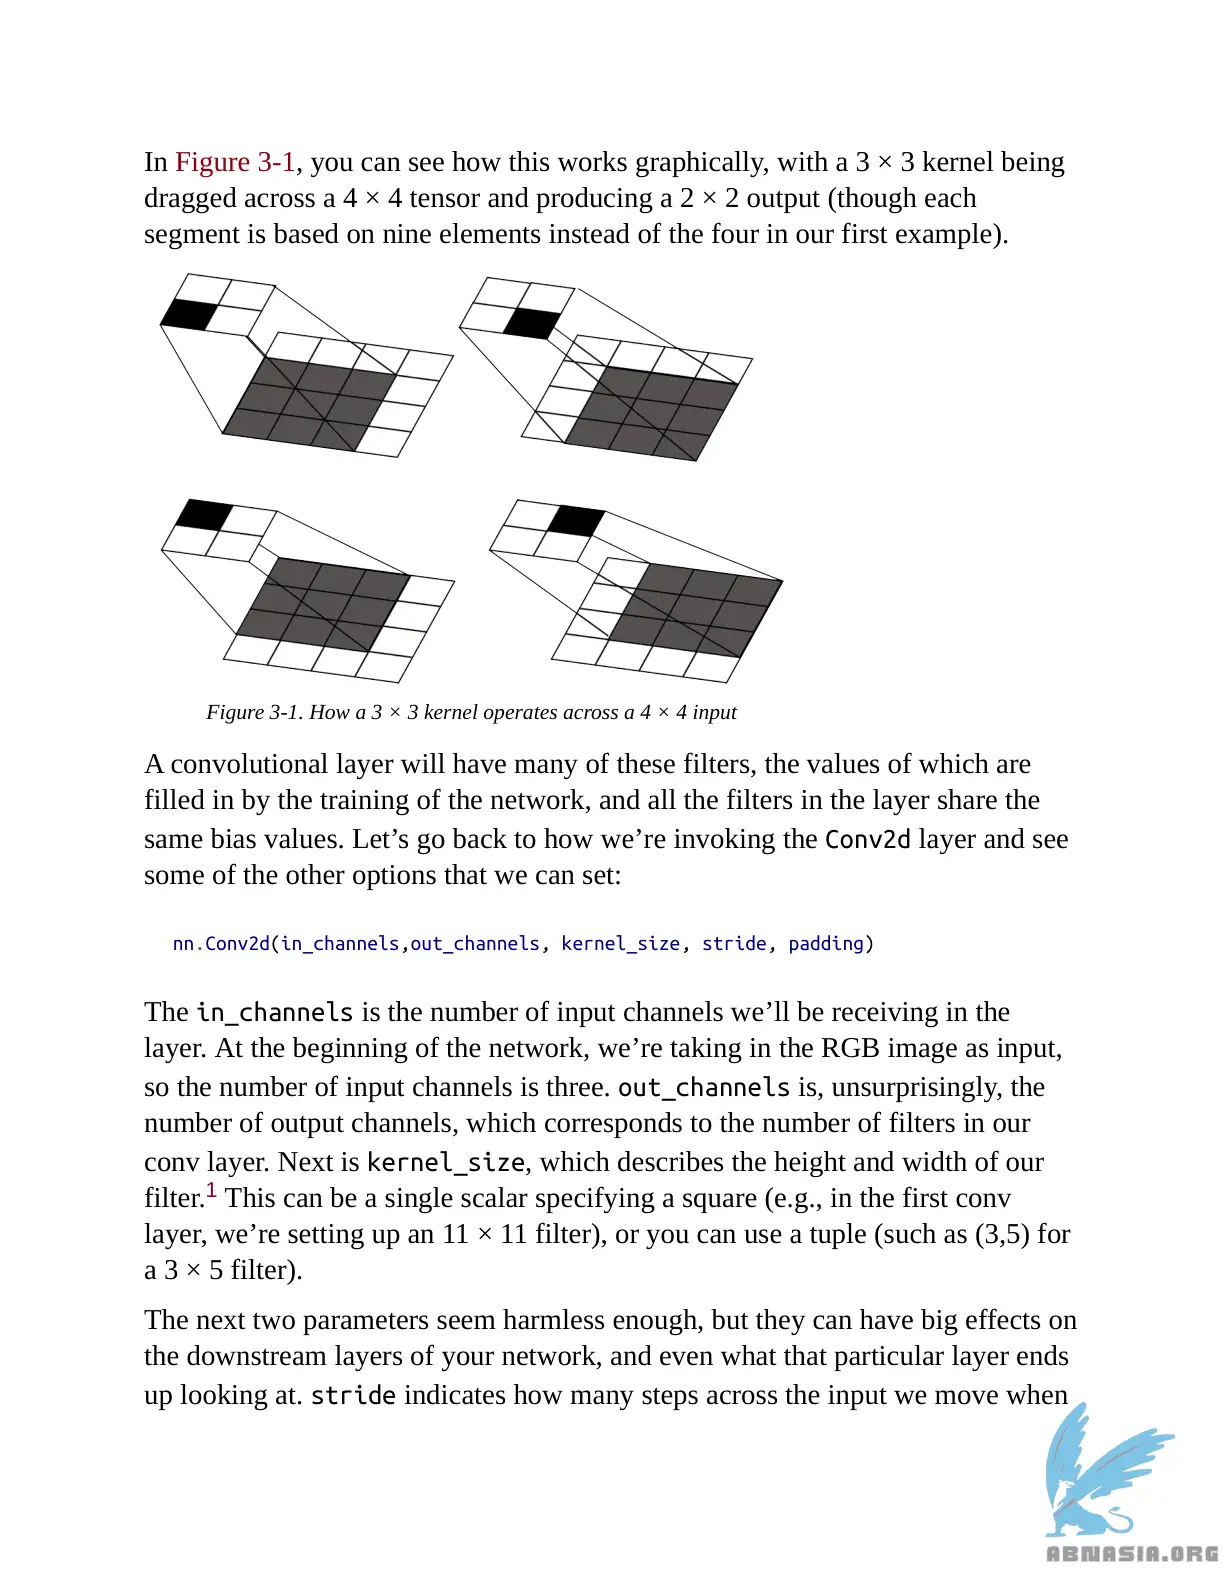 In Figure 3-1, you can see how this works graphically, with a 3 × 3 kernel being
dragged across a 4 × 4 tensor and producing a 2 × 2 output (though each
segment is based on nine elements instead of the four in our first example).
Figure 3-1. How a 3 × 3 kernel operates across a 4 × 4 input
A convolutional layer will have many of these filters, the values of which are
filled in by the training of the network, and all the filters in the layer share the
same bias values. Let’s go back to how we’re invoking the Conv2d layer and see
some of the other options that we can set:
nn.Conv2d(in_channels,out_channels, kernel_size, stride, padding)
The in_channels is the number of input channels we’ll be receiving in the
layer. At the beginning of the network, we’re taking in the RGB image as input,
so the number of input channels is three. out_channels is, unsurprisingly, the
number of output channels, which corresponds to the number of filters in our
conv layer. Next is kernel_size, which describes the height and width of our
filter.1 This can be a single scalar specifying a square (e.g., in the first conv
layer, we’re setting up an 11 × 11 filter), or you can use a tuple (such as (3,5) for
a 3 × 5 filter).
The next two parameters seem harmless enough, but they can have big effects on
the downstream layers of your network, and even what that particular layer ends
up looking at. stride indicates how many steps across the input we move when
ABNASIA.ORG